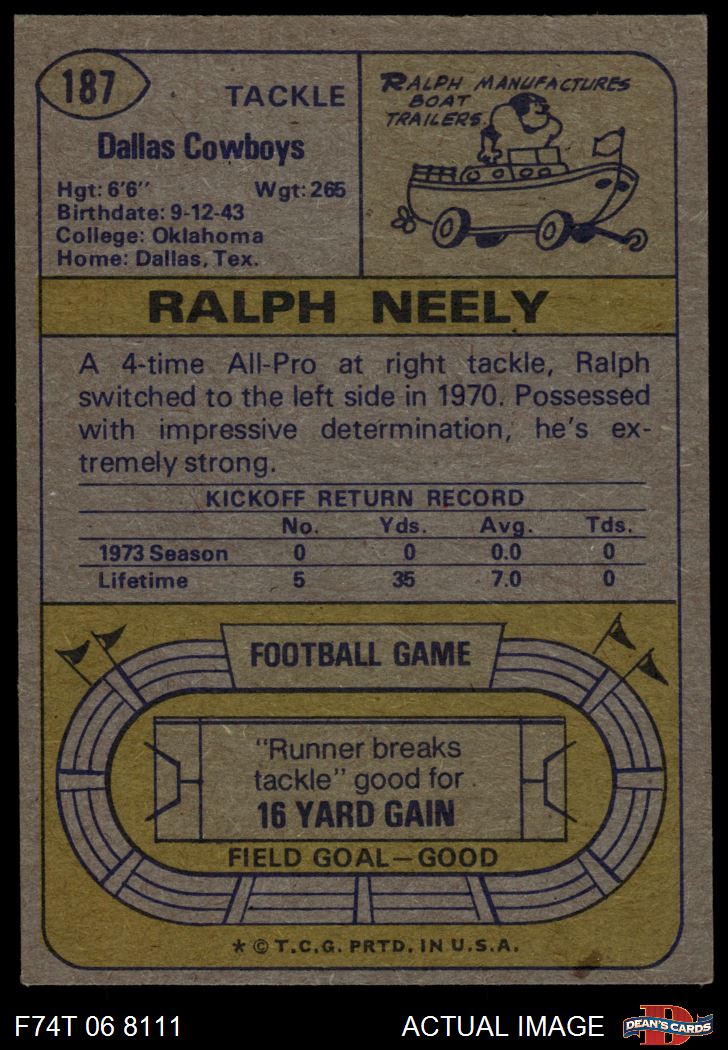 187
TACKLE
Dallas Cowboys
Hgt: 6'6" Wgt: 265
Birthdate: 9-12-43
College: Oklahoma
Home: Dallas, Tex.
RALPH MANUFACTURES
BOAT
TRAILERS.
RALPH NEELY
A 4-time All-Pro at right tackle, Ralph
switched to the left side in 1970. Possessed
with impressive determination, he's ex-
tremely strong.
KICKOFF RETURN RECORD
No. Yds. Avg. Tds.
1973 Season 0 0 0.0 0
Lifetime 5 35 7.0 0
FOOTBALL GAME
"Runner breaks
tackle" good for
16 YARD GAIN
FIELD GOAL—GOOD
* © T.C.G. PRTD. IN U.S.A.
F74T 06 8111 ACTUAL IMAGE
DEAN'S CARDS